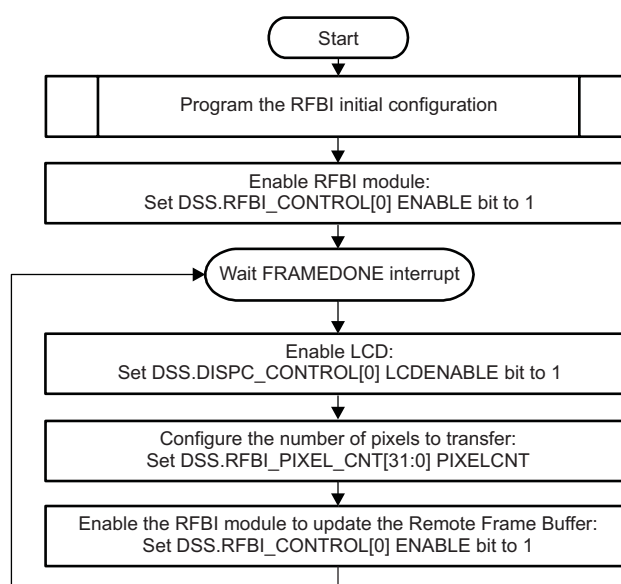 Start
Program the RFBI initial configuration
Enable RFBI module:
Set DSS.RFBI_CONTROL[0] ENABLE bit to 1
Wait FRAMEDONE interrupt
Enable LCD:
Set DSS.DISPC_CONTROL[0] LCDENABLE bit to 1
Configure the number of pixels to transfer:
Set DSS.RFBI_PIXEL_CNT[31:0] PIXELCNT
Enable the RFBI module to update the Remote Frame Buffer:
Set DSS.RFBI_CONTROL[0] ENABLE bit to 1